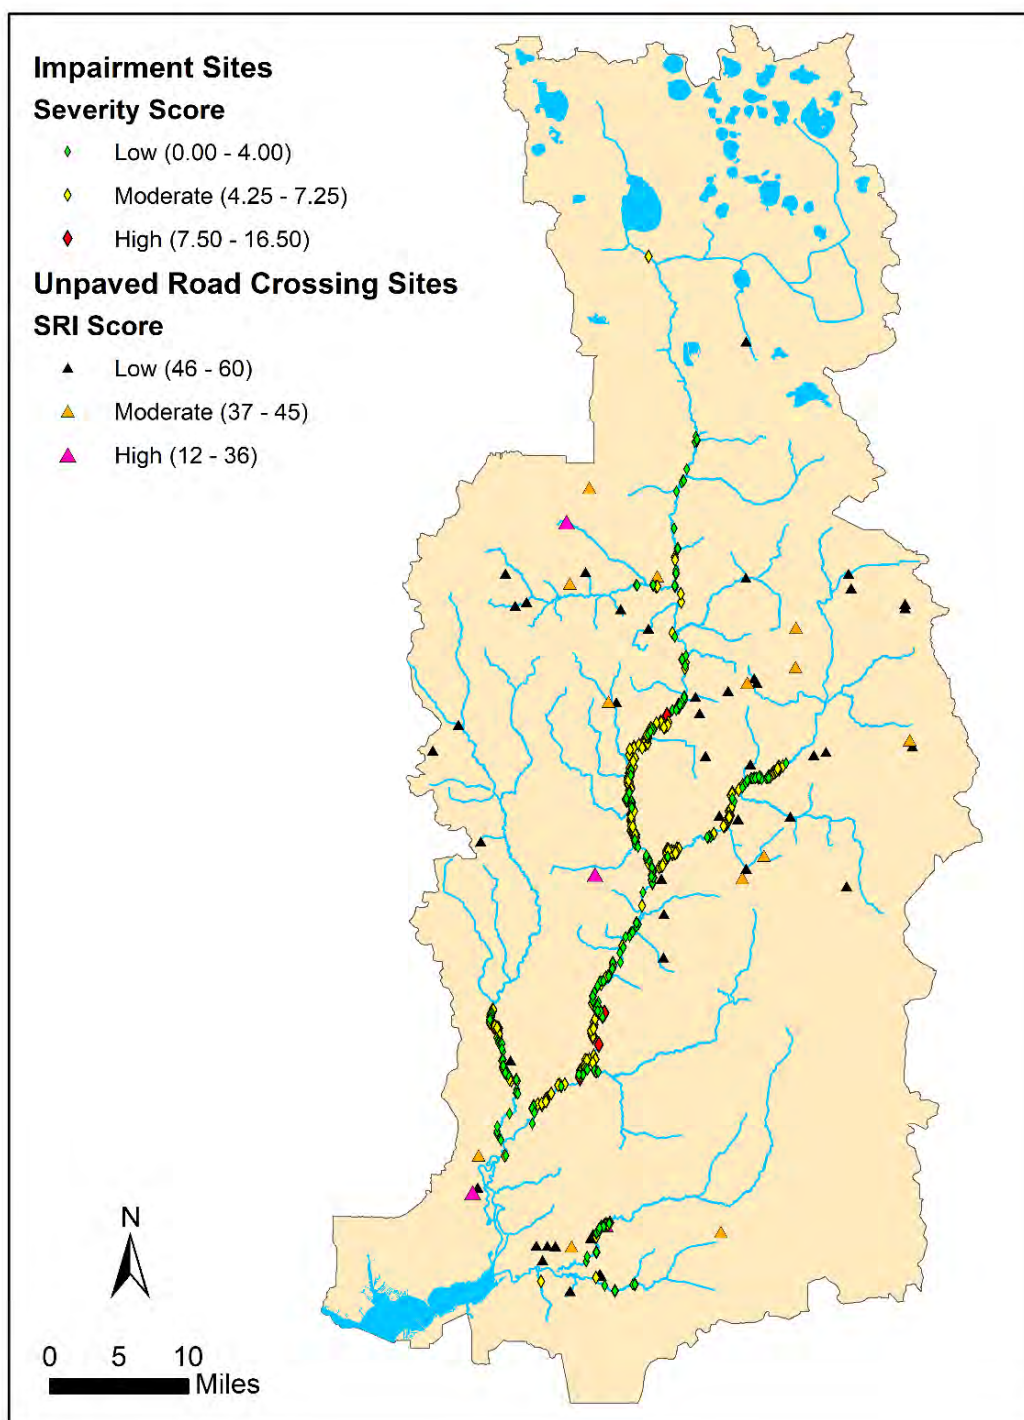 Impairment Sites
Severity Score
Low (0.00 - 4.00)
Moderate (4.25 - 7.25)
High (7.50 - 16.50)
Unpaved Road Crossing Sites
SRI Score
Low (46 - 60)
Moderate (37 - 45)
High (12 - 36)
N
0 5 10
Miles